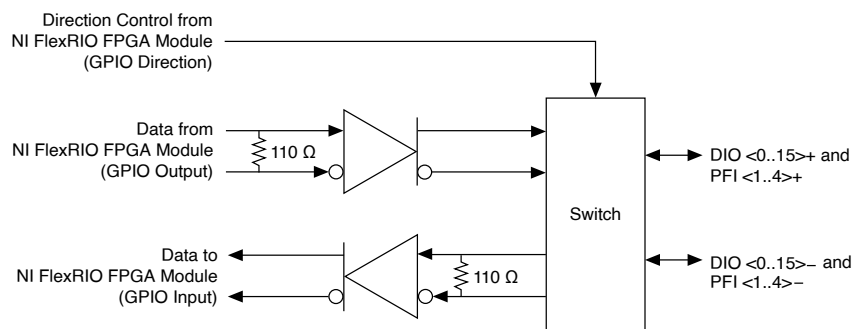 Direction Control from
NI FlexRIO FPGA Module
(GPIO Direction)
Data from
NI FlexRIO FPGA Module
(GPIO Output)
110 Ω
DIO <0..15>+ and
PFI <1..4>+
Switch
Data to
NI FlexRIO FPGA Module
(GPIO Input)
110 Ω
DIO <0..15>– and
PFI <1..4>–